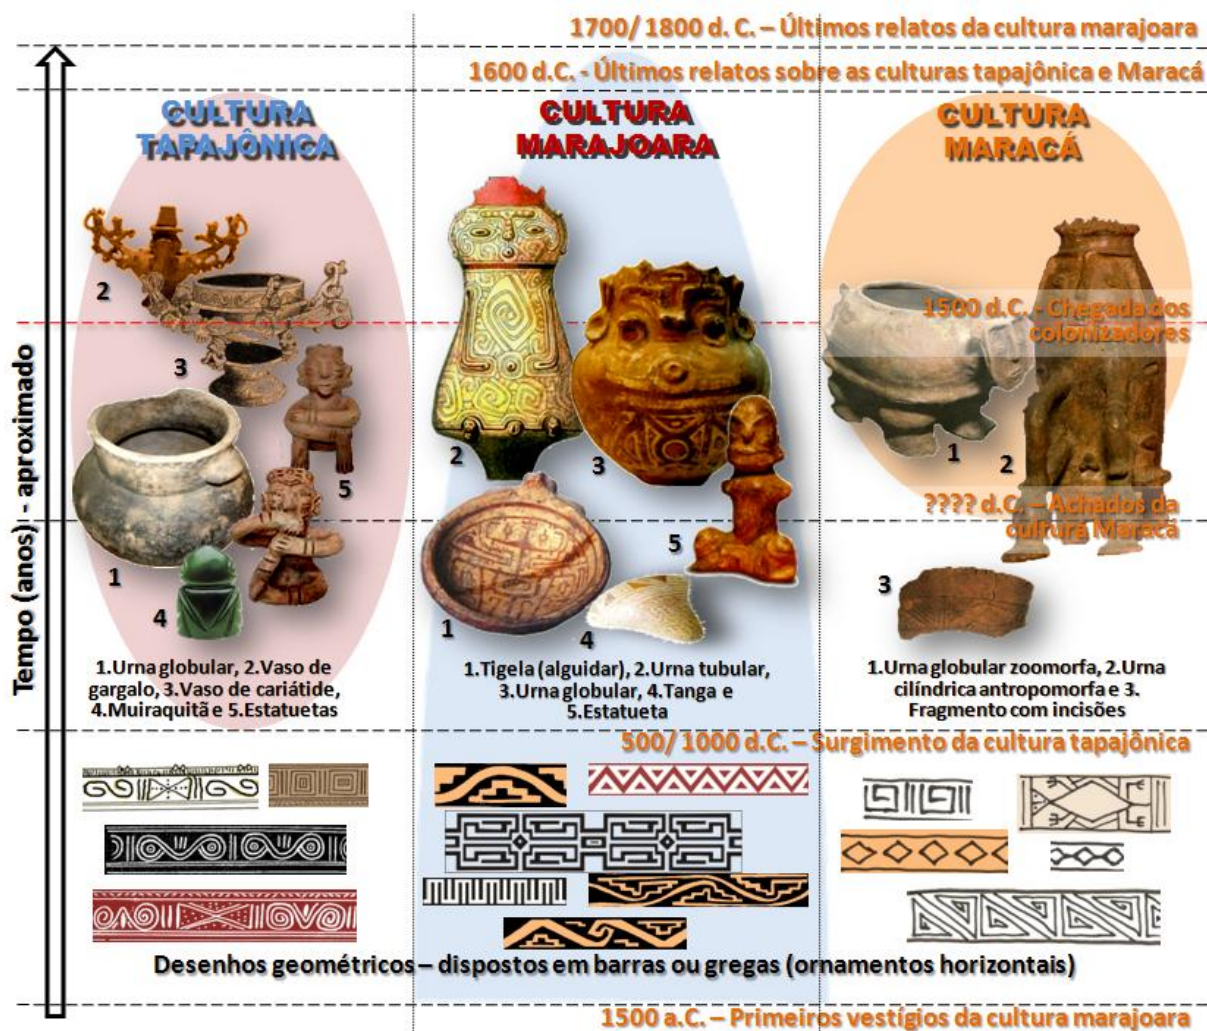 1700/ 1800 d. C. – Últimos relatos da cultura marajoara
1600 d.C. - Últimos relatos sobre as culturas tapajônica e Maracá
CULTURA
TAPAJÔNICA
CULTURA
MARAJOARA
CULTURA
MARACÁ
2
3
1
5
4
2
3
1
4
5
1500 d.C. - Chegada dos
colonizadores
1
2
???? d.C. – Achados da
cultura Maracá
3
Tempo (anos) - aproximado
1.Urna globular, 2.Vaso de
gargalo, 3.Vaso de cariátide,
4.Muiraquitã e 5.Estatuetas
1.Tigela (alguidar), 2.Urna tubular,
3.Urna globular, 4.Tanga e
5.Estatueta
1.Urna globular zoomorfa, 2.Urna
cilíndrica antropomorfa e 3.
Fragmento com incisões
500/ 1000 d.C. – Surgimento da cultura tapajônica
Desenhos geométricos – dispostos em barras ou gregas (ornamentos horizontais)
1500 a.C. – Primeiros vestígios da cultura marajoara